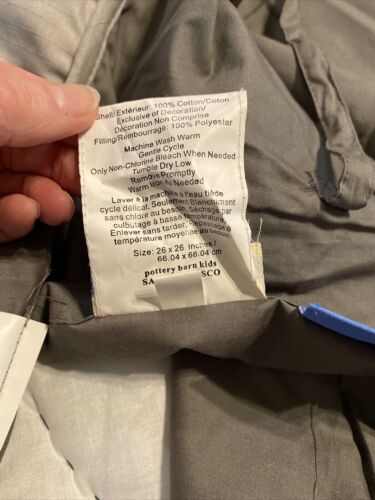 Shell/Extérieur: 100% Cotton/Coton
Exclusive of Decoration/
Décoration Non Comprise
Filling/Rembourrage: 100% Polyester
Machine Wash Warm
Gentle Cycle
Only Non-Chlorine Bleach When Needed
Tumble Dry Low
Remove Promptly
Warm Iron As Needed
Laver à la machine à l'eau tiède
cycle délicat. Seulement Blanchiment
sans chlore au besoin. Séchage par
culbutage à basse température.
Enlever sans tarder. Repassage à
température moyenne au besoin
Size: 26 x 26 inches/
66.04 x 66.04 cm
pottery barn kids
SA SCO